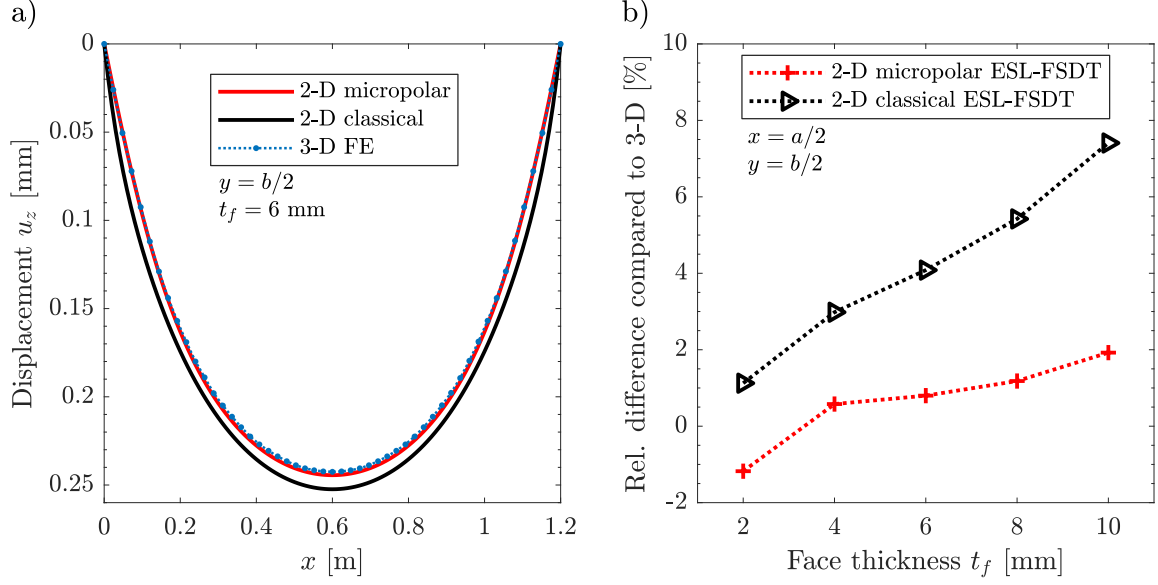 a)
0
0.05
0.1
0.15
0.2
0.25
Displacement u_z [mm]
2-D micropolar
2-D classical
3-D FE
y = b/2
t_f = 6 mm
0 0.2 0.4 0.6 0.8 1 1.2
x [m]
b)
10
8
6
4
2
0
-2
Rel. difference compared to 3-D [%]
2-D micropolar ESL-FSDT
2-D classical ESL-FSDT
x = a/2
y = b/2
2 4 6 8 10
Face thickness t_f [mm]